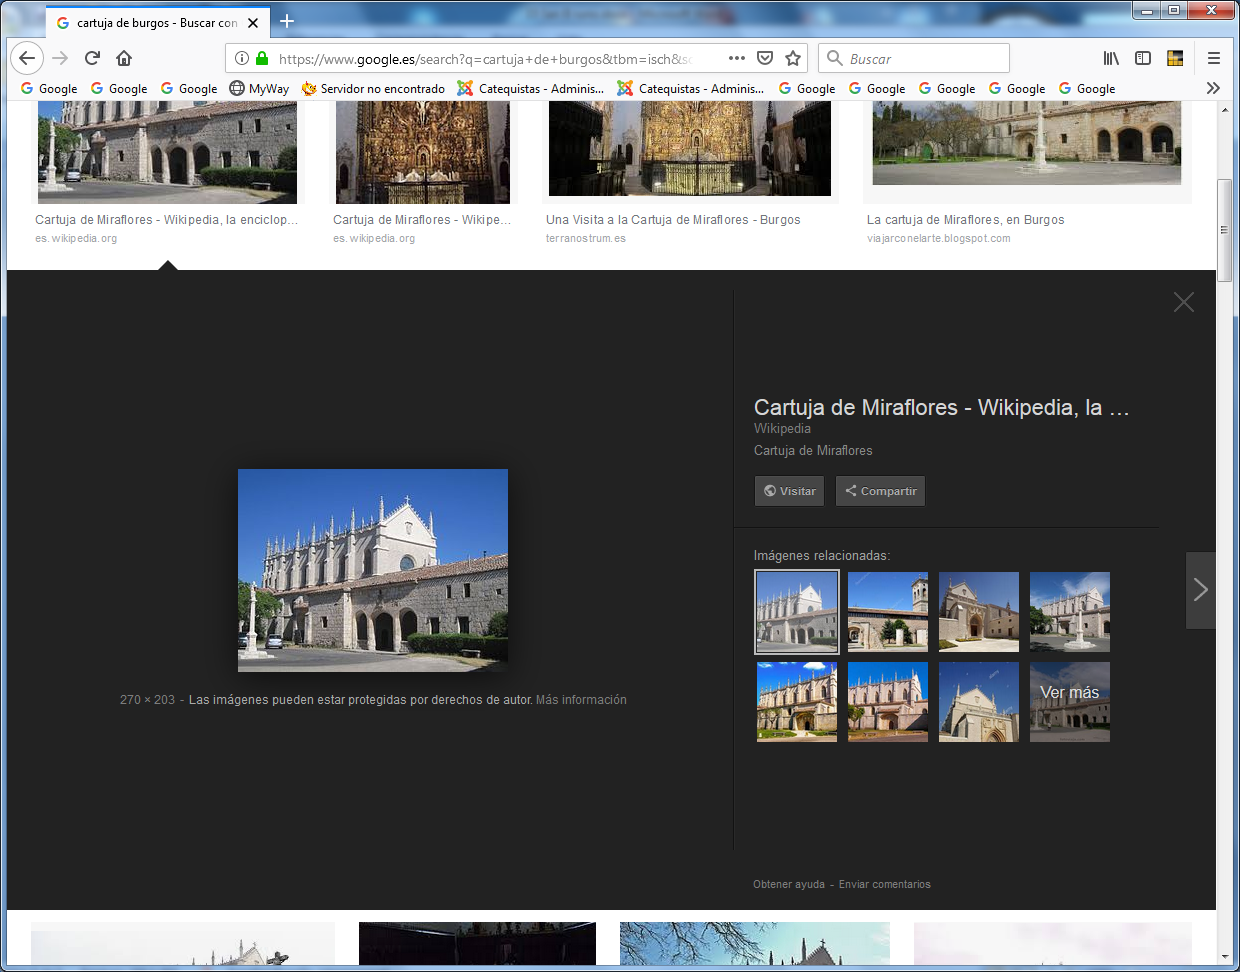 cartuja de burgos - Buscar con
https://www.google.es/search?q=cartuja+de+burgos&tbm=isch&
Buscar
Google
Google
Google
MyWay
Servidor no encontrado
Catequistas - Adminis...
Catequistas - Adminis...
Google
Google
Google
Google
Google
Cartuja de Miraflores - Wikipedia, la enciclop...
es.wikipedia.org
Cartuja de Miraflores - Wikipe...
es.wikipedia.org
Una Visita a la Cartuja de Miraflores - Burgos
terranostrum.es
La cartuja de Miraflores, en Burgos
viajarconelarte.blogspot.com
Cartuja de Miraflores - Wikipedia, la ...
Wikipedia
Cartuja de Miraflores
Visitar
Compartir
Imágenes relacionadas:
Ver más
270 × 203 - Las imágenes pueden estar protegidas por derechos de autor. Más información
Obtener ayuda - Enviar comentarios